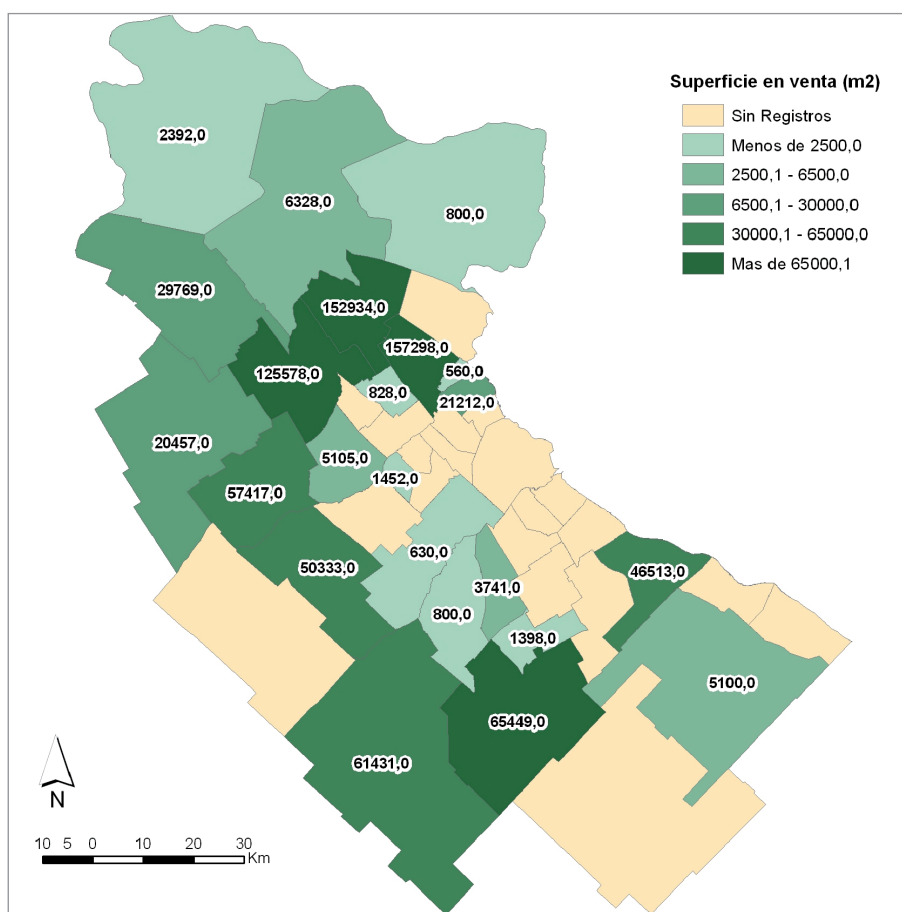 Superficie en venta (m2)
Sin Registros
Menos de 2500,0
2500,1 - 6500,0
6500,1 - 30000,0
30000,1 - 65000,0
Mas de 65000,1
2392,0
6328,0
800,0
29769,0
152934,0
157298,0
560,0
125578,0
828,0
21212,0
20457,0
5105,0
1452,0
57417,0
630,0
50333,0
46513,0
3741,0
800,0
1398,0
5100,0
65449,0
61431,0
N
10 5 0 10 20 30
Km